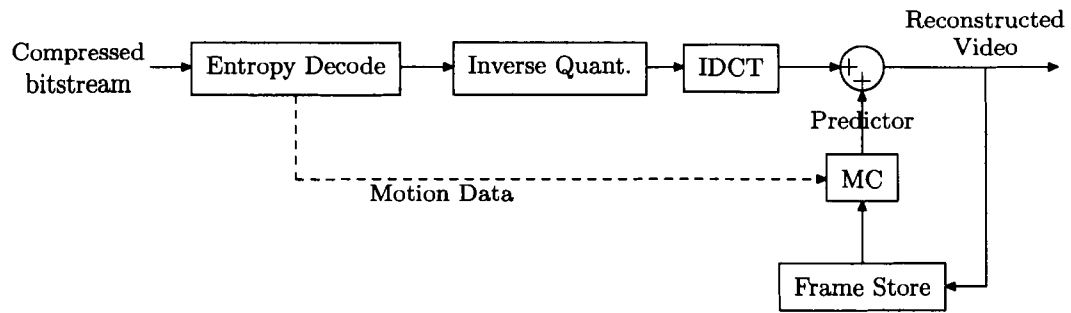 Compressed
bitstream
Entropy Decode
Inverse Quant.
IDCT
+
+
Reconstructed
Video
Predictor
MC
Motion Data
Frame Store